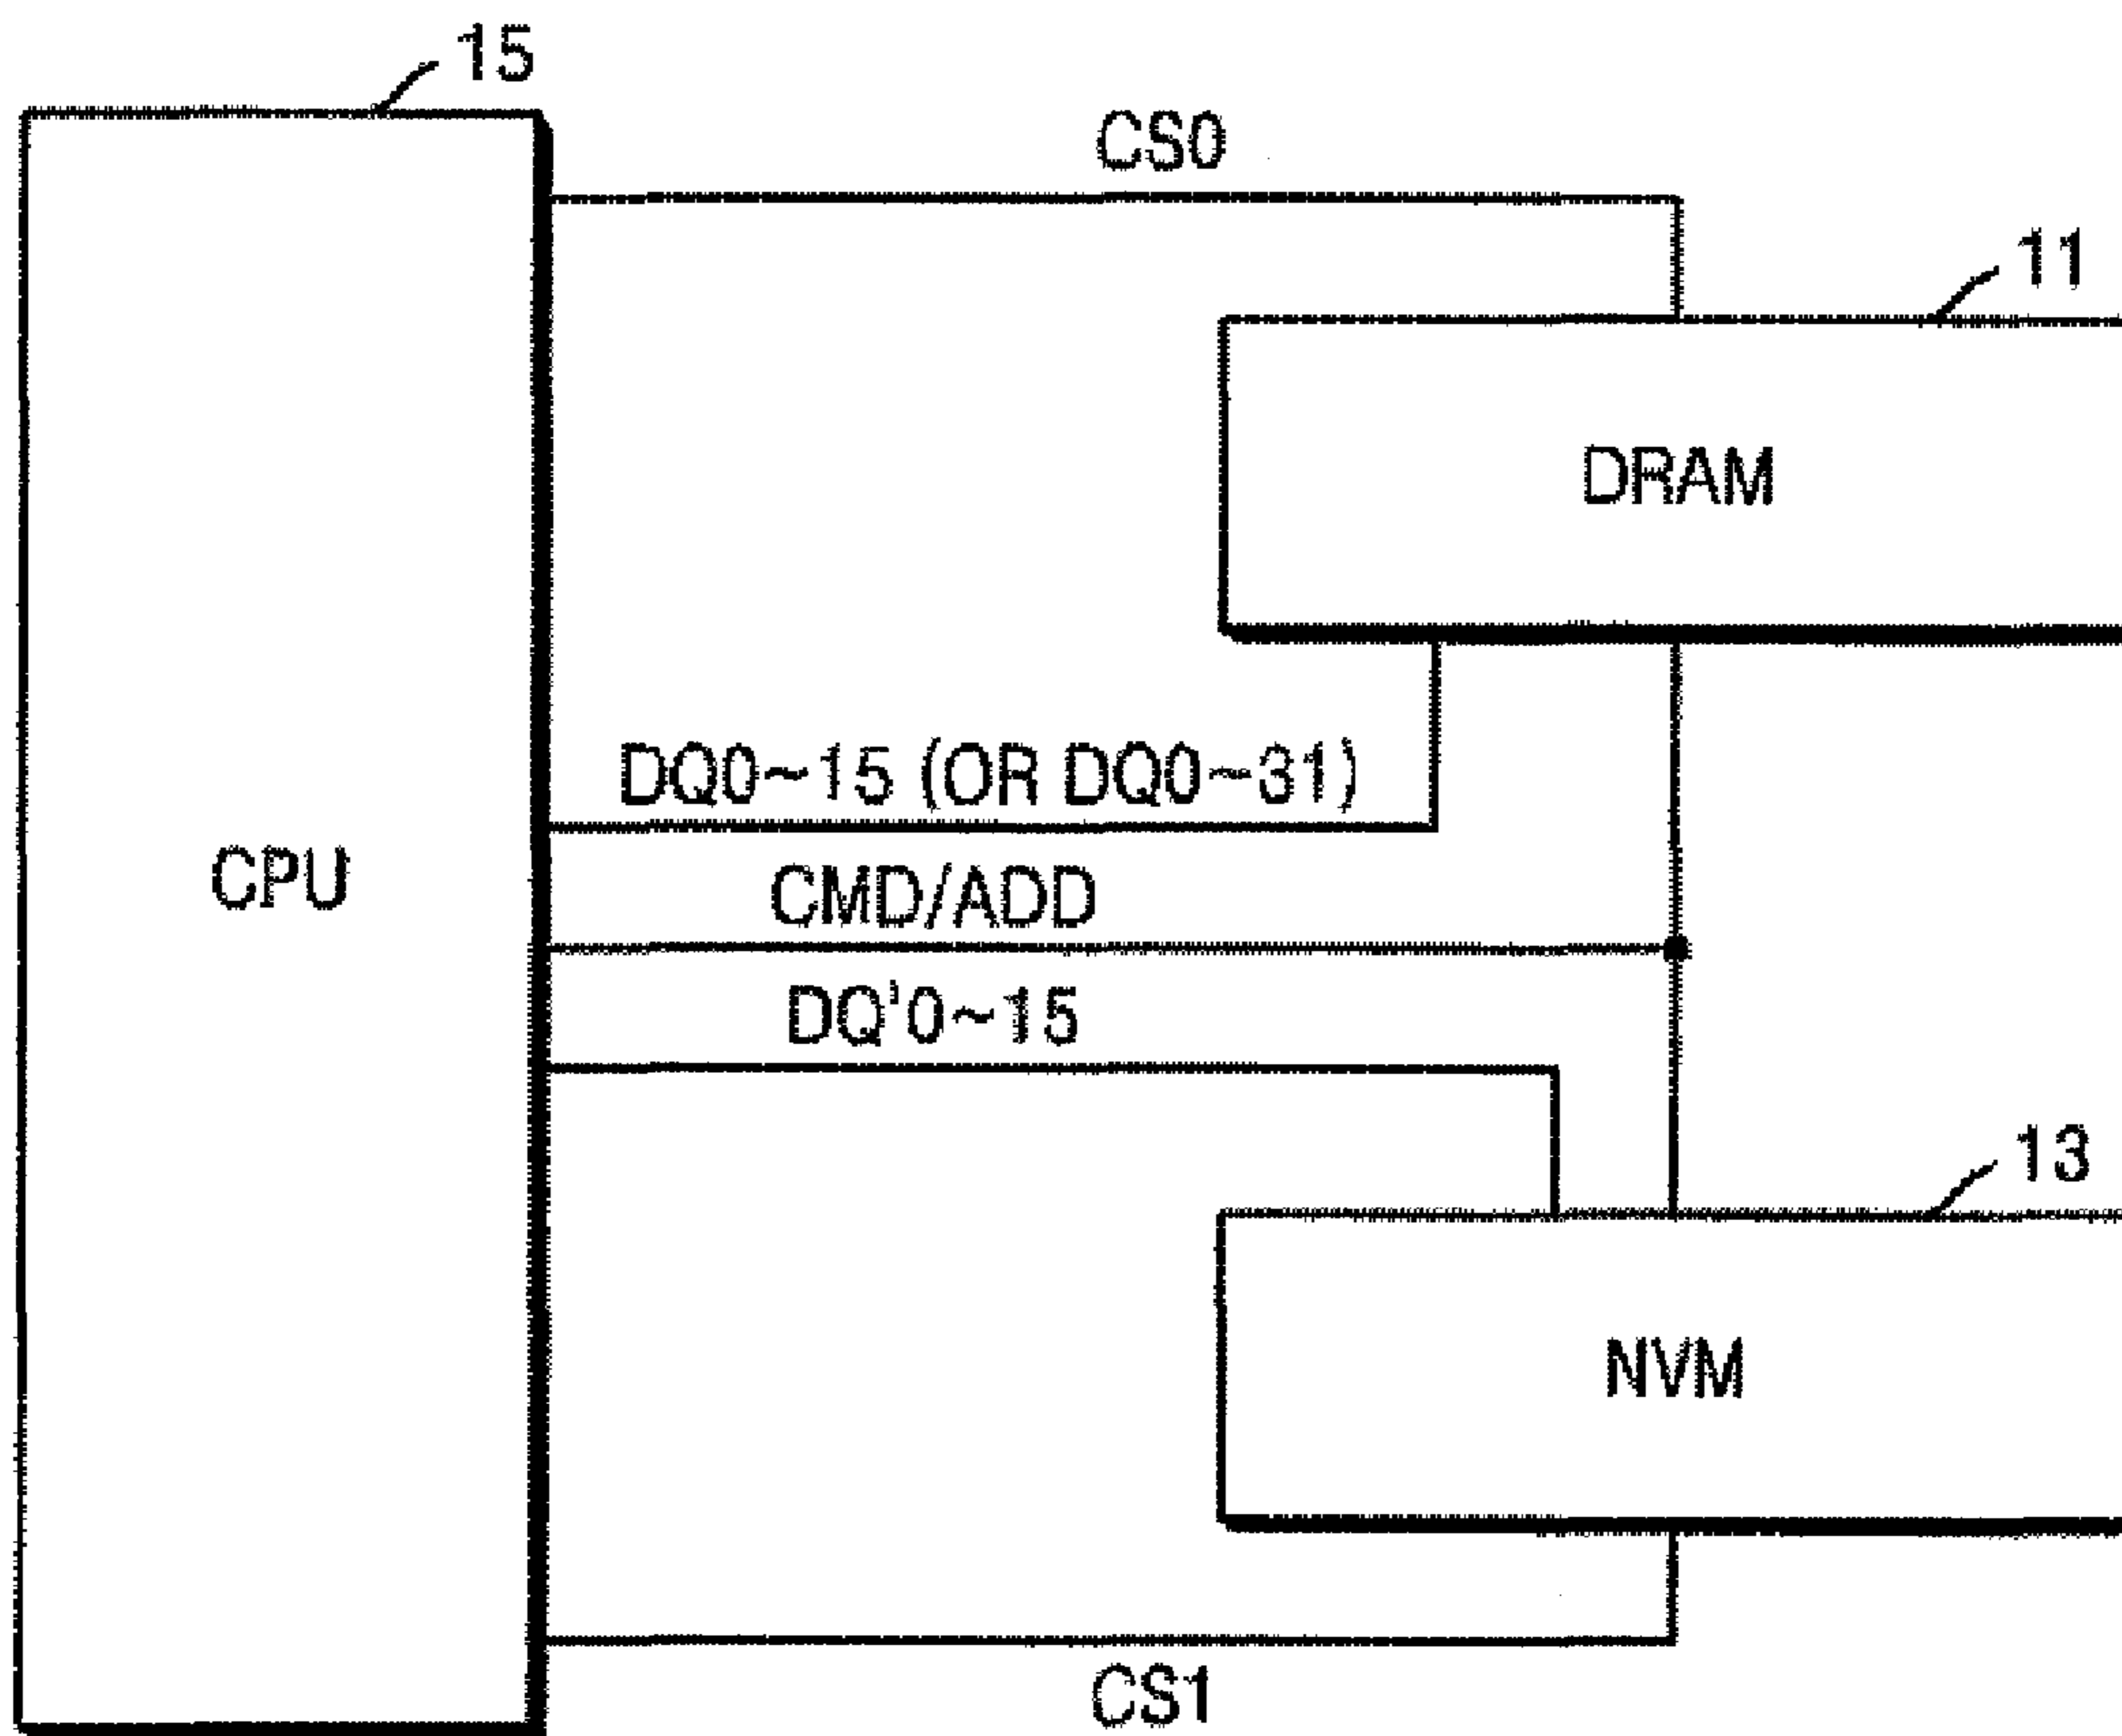 15
CS0
11
DRAM
DQ0~15 (OR DQ0~31)
CPU
CMD/ADD
DQ'0~15
13
NVM
CS1